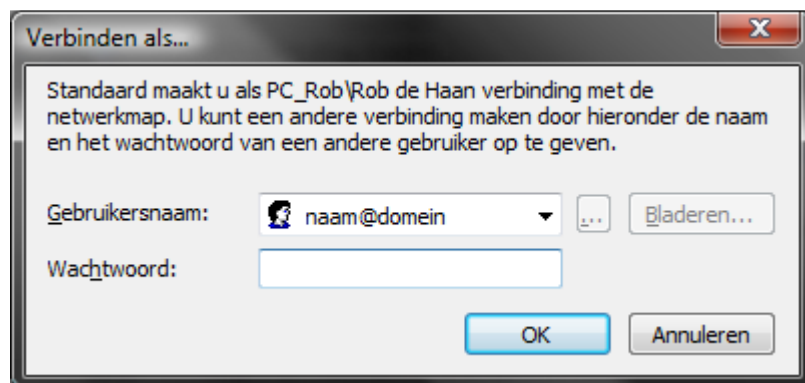 Verbinden als...
Standaard maakt u als PC_Rob\Rob de Haan verbinding met de
netwerkmap. U kunt een andere verbinding maken door hieronder de naam
en het wachtwoord van een andere gebruiker op te geven.
Gebruikersnaam: naam@domein ... Bladeren...
Wachtwoord:
OK Annuleren